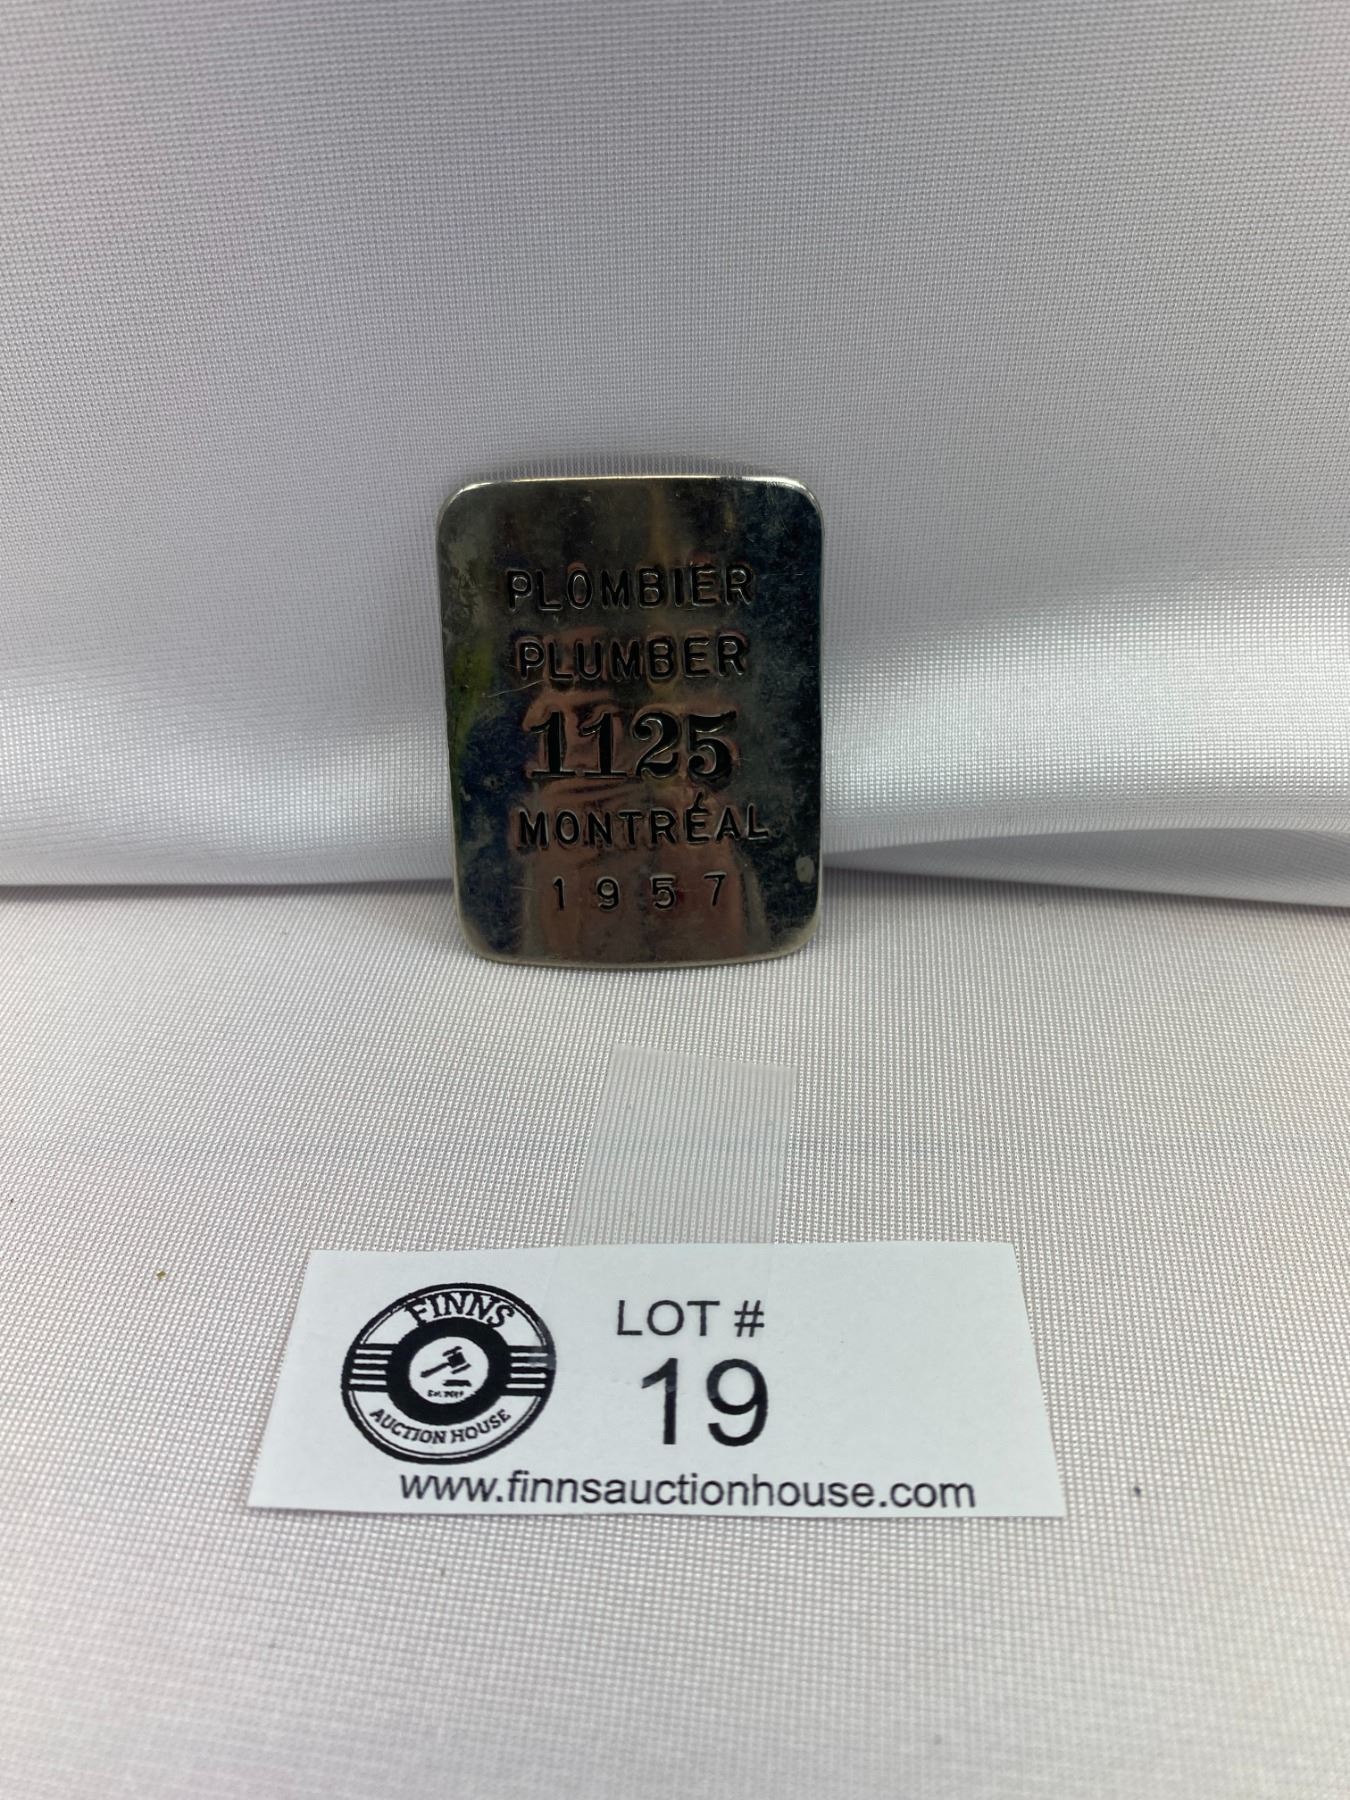 PLOMBIER
PLUMBER
1125
MONTRÉAL
1957
FINNS
AUCTION HOUSE
LOT #
19
www.finnsauctionhouse.com